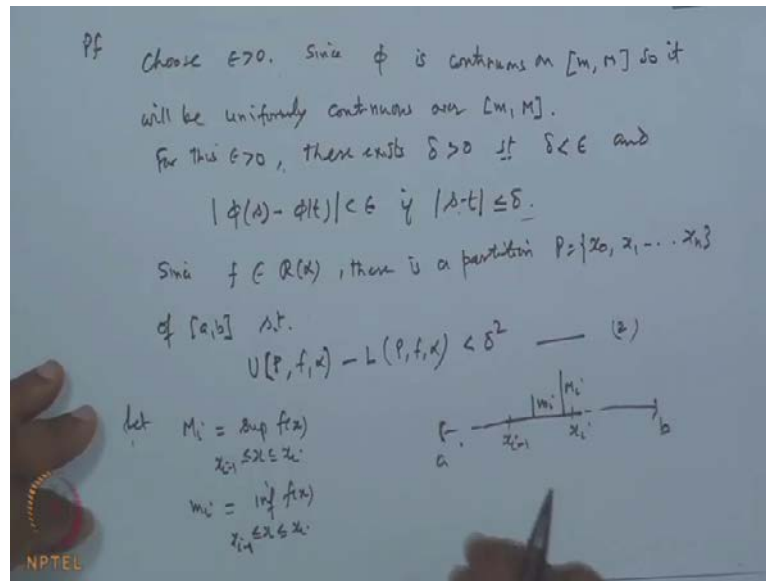 Pf Choose ε>0. Since ϕ is continuous on [m, M] so it
will be uniformly continuous over [m, M].
For this ε>0, there exists δ>0 st δ<ε and
|ϕ(s)-ϕ(t)|<ε if |s-t|≤δ.
Since f ∈ R(α), there is a partition P={x₀, x₁ --- xₙ}
of [a,b] s.t.
U[P, f, α) - L(P, f, α) < δ² —— (2)
Let Mᵢ = sup f(x)
xᵢ₋₁ ≤ x ≤ xᵢ
mᵢ = inf f(x)
xᵢ₋₁ ≤ x ≤ xᵢ
mᵢ Mᵢ
a xᵢ₋₁ xᵢ b
NPTEL